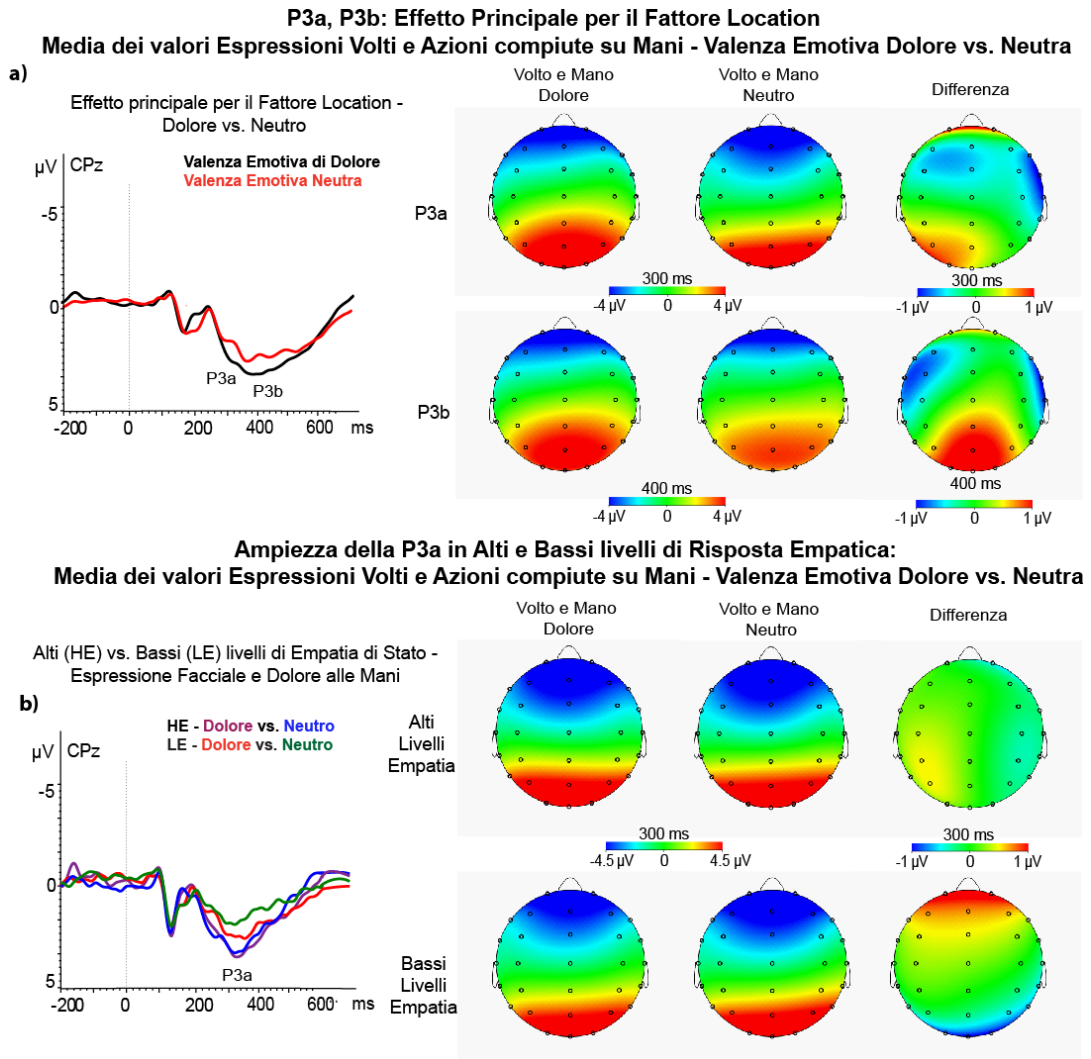 P3a, P3b: Effetto Principale per il Fattore Location
Media dei valori Espressioni Volti e Azioni compiute su Mani - Valenza Emotiva Dolore vs. Neutra
a)
Effetto principale per il Fattore Location -
Dolore vs. Neutro
µV CPz
Valenza Emotiva di Dolore
Valenza Emotiva Neutra
-5
0
5
P3a
P3b
-200 0 200 400 600 ms
Volto e Mano
Dolore
Volto e Mano
Neutro
Differenza
P3a
300 ms
-4 µV 0 4 µV
300 ms
-1 µV 0 1 µV
P3b
400 ms
-4 µV 0 4 µV
400 ms
-1 µV 0 1 µV
Ampiezza della P3a in Alti e Bassi livelli di Risposta Empatica:
Media dei valori Espressioni Volti e Azioni compiute su Mani - Valenza Emotiva Dolore vs. Neutra
Alti (HE) vs. Bassi (LE) livelli di Empatia di Stato -
Espressione Facciale e Dolore alle Mani
b)
HE - Dolore vs. Neutro
LE - Dolore vs. Neutro
µV CPz
-5
0
5
P3a
-200 0 200 400 600
ms
Volto e Mano
Dolore
Volto e Mano
Neutro
Differenza
Alti
Livelli
Empatia
300 ms
-4.5 µV 0 4.5 µV
300 ms
-1 µV 0 1 µV
Bassi
Livelli
Empatia